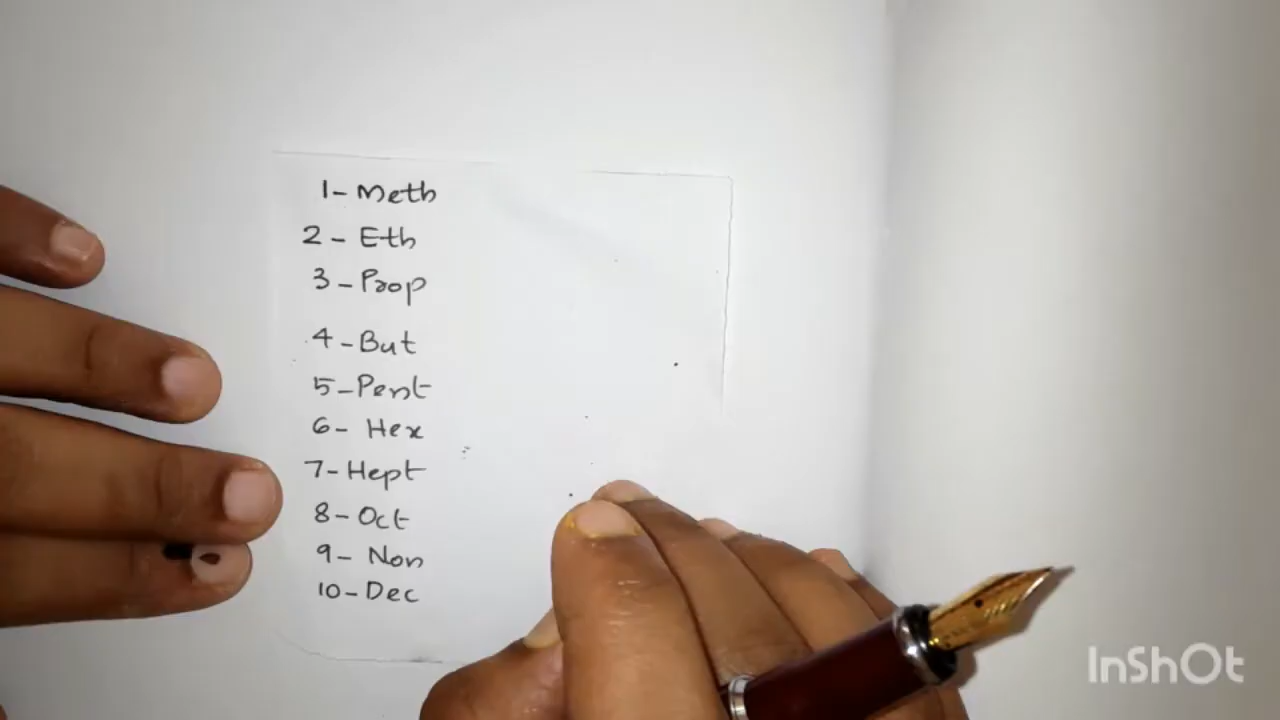 1- Meth
2 - Eth
3 - Prop
4 - But
5 - Pent
6 - Hex
7 - Hept
8 - Oct
9 - Non
10 - Dec
InShOt